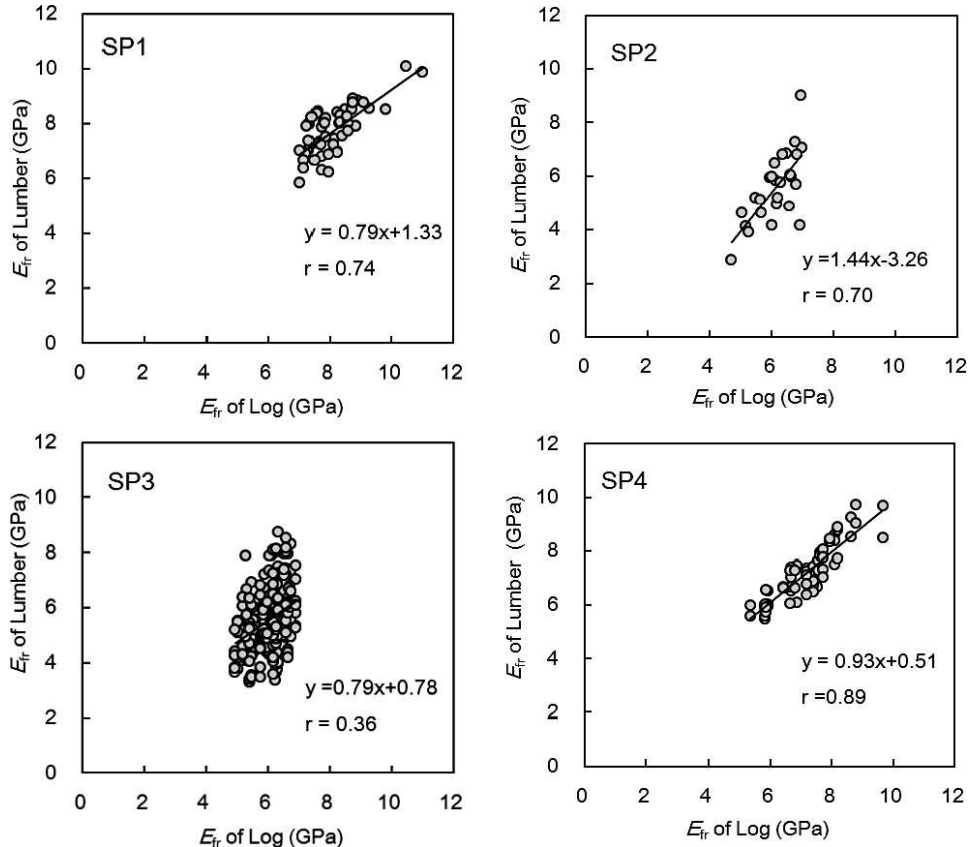 SP1
E_fr of Lumber (GPa)
12
10
8
6
4
2
0
y = 0.79x+1.33
r = 0.74
0 2 4 6 8 10 12
E_fr of Log (GPa)
SP2
E_fr of Lumber (GPa)
12
10
8
6
4
2
0
y =1.44x-3.26
r = 0.70
0 2 4 6 8 10 12
E_fr of Log (GPa)
SP3
E_fr of Lumber (GPa)
12
10
8
6
4
2
0
y =0.79x+0.78
r = 0.36
0 2 4 6 8 10 12
E_fr of Log (GPa)
SP4
E_fr of Lumber (GPa)
12
10
8
6
4
2
0
y = 0.93x+0.51
r =0.89
0 2 4 6 8 10 12
E_fr of Log (GPa)